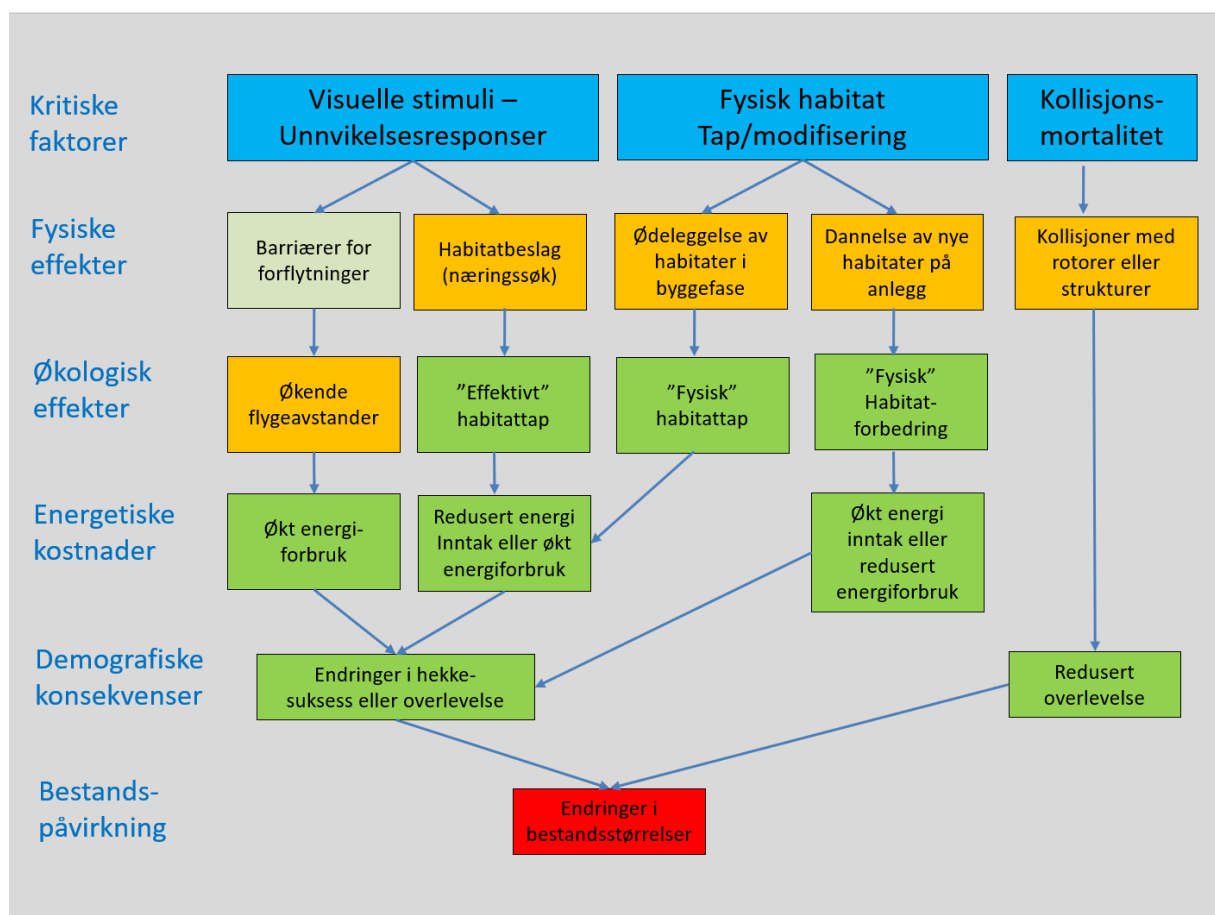 Kritiske
faktorer
Visuelle stimuli –
Unnvikelsesresponser
Fysisk habitat
Tap/modifisering
Kollisjons-
mortalitet
Fysiske
effekter
Barriærer for
forflytninger
Habitatbeslag
(næringssøk)
Ødeleggelse av
habitater i
byggefase
Dannelse av nye
habitater på
anlegg
Kollisjoner med
rotorer eller
strukturer
Økologisk
effekter
Økende
flygeavstander
”Effektivt”
habitattap
”Fysisk”
habitattap
”Fysisk”
Habitat-
forbedring
Energetiske
kostnader
Økt energi-
forbruk
Redusert energi
Inntak eller økt
energiforbruk
Økt energi
inntak eller
redusert
energiforbruk
Demografiske
konsekvenser
Endringer i hekke-
suksess eller overlevelse
Redusert
overlevelse
Bestands-
påvirkning
Endringer i
bestandsstørrelser